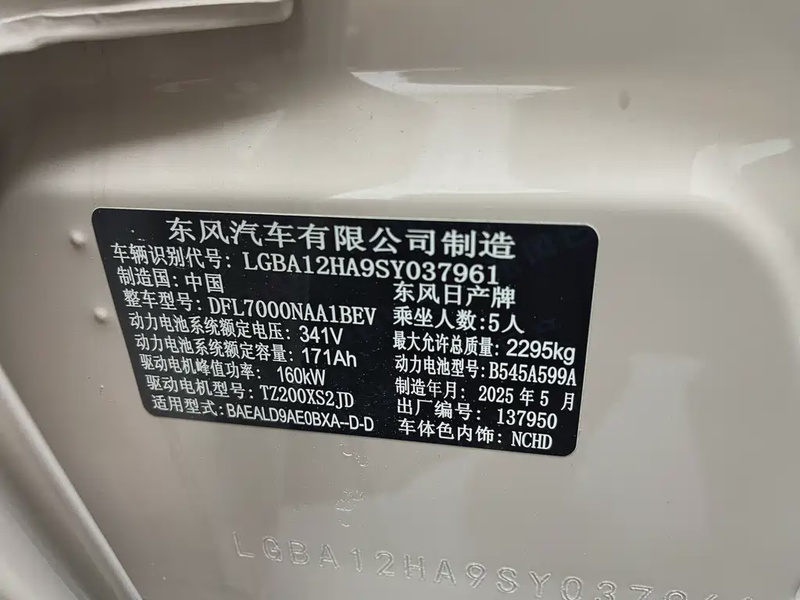 东风汽车有限公司制造
车辆识别代号: LGBA12HA9SY037961
制造国: 中国 东风日产牌
整车型号: DFL7000NAA1BEV 乘坐人数: 5人
动力电池系统额定电压: 341V 最大允许总质量: 2295kg
动力电池系统额定容量: 171Ah 动力电池型号: B545A599A
驱动电机峰值功率: 160kW 制造年月: 2025年5月
驱动电机型号: TZ200XS2JD 出厂编号: 137950
适用型式: BAEALD9AE0BXA--D-D 车体色内饰: NCHD
LGBA12HA9SY037961